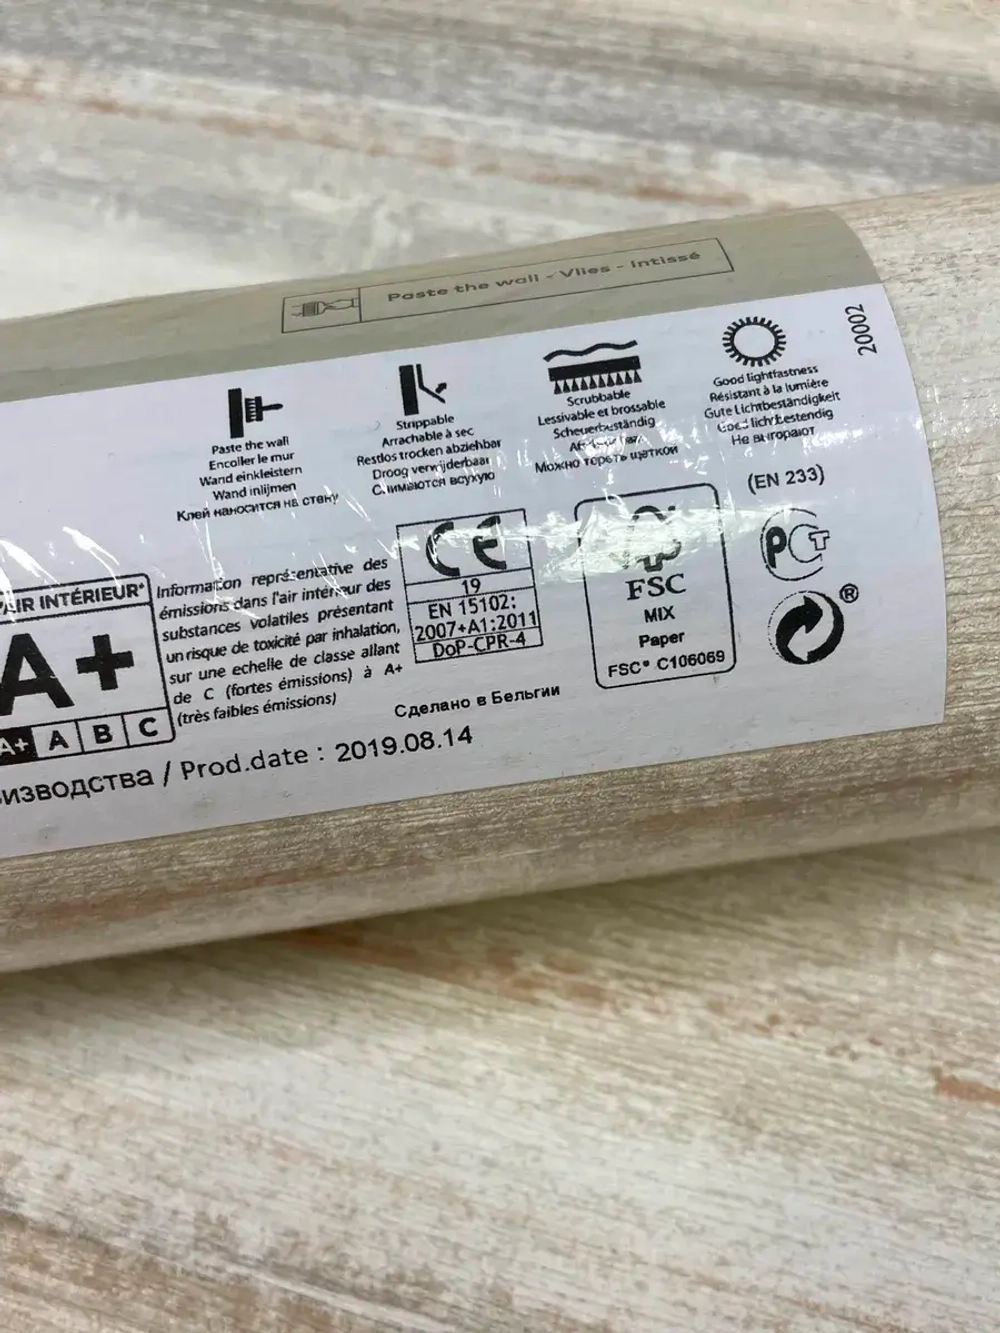 Paste the wall - Vlies - Intissé
20002
Paste the wall
Encoller le mur
Wand einkleistern
Wand inlijmen
Клей наносится на стену
Strippable
Arrachable à sec
Restlos trocken abziehbar
Droog verwijderbaar
Снимаются всухую
Scrubbable
Lessivable et brossable
Scheuerbeständig
Можно тереть щеткой
Good lightfastness
Résistant à la lumière
Gute Lichtbeständigkeit
Goed lichtbestendig
Не выгорают
(EN 233)
AIR INTÉRIEUR*
A+
A+ A B C
Information représentative des
émissions dans l'air intérieur des
substances volatiles présentant
un risque de toxicité par inhalation,
sur une echelle de classe allant
de C (fortes émissions) à A+
(très faibles émissions)
CE
19
EN 15102:
2007+A1:2011
DoP-CPR-4
FSC
MIX
Paper
FSC® C106069
РСТ
®
Сделано в Бельгии
изводства / Prod.date : 2019.08.14